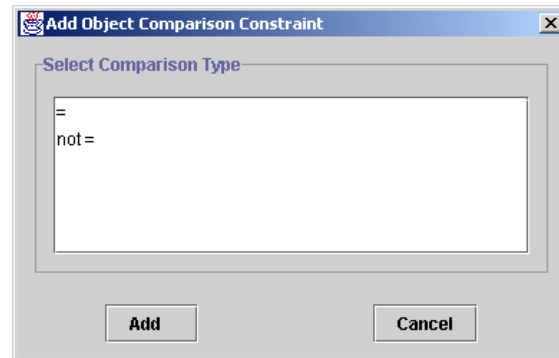 Add Object Comparison Constraint
Select Comparison Type
=
not =
Add Cancel